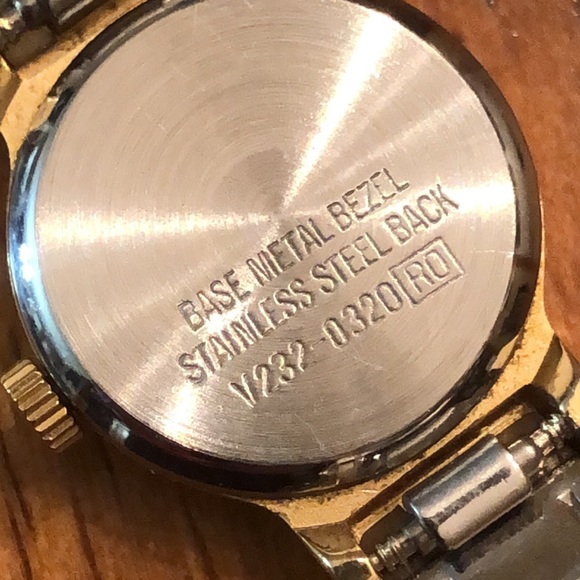 BASE METAL BEZEL
STAINLESS STEEL BACK
V232-0320 RO